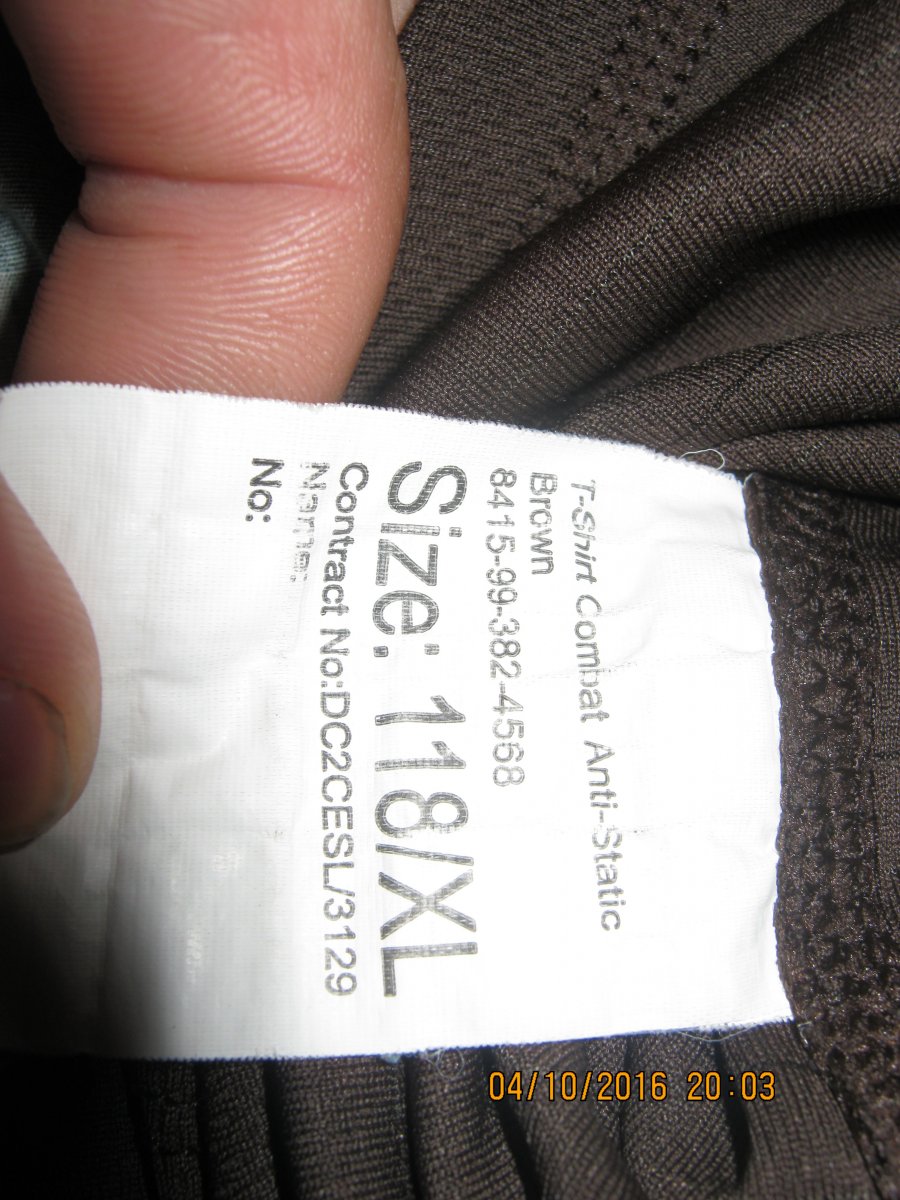 T-Shirt Combat Anti-Static
Brown
8415-99-382-4568
Size: 118/XL
Contract No:DC2CESL/3129
Name:
No:
04/10/2016 20:03